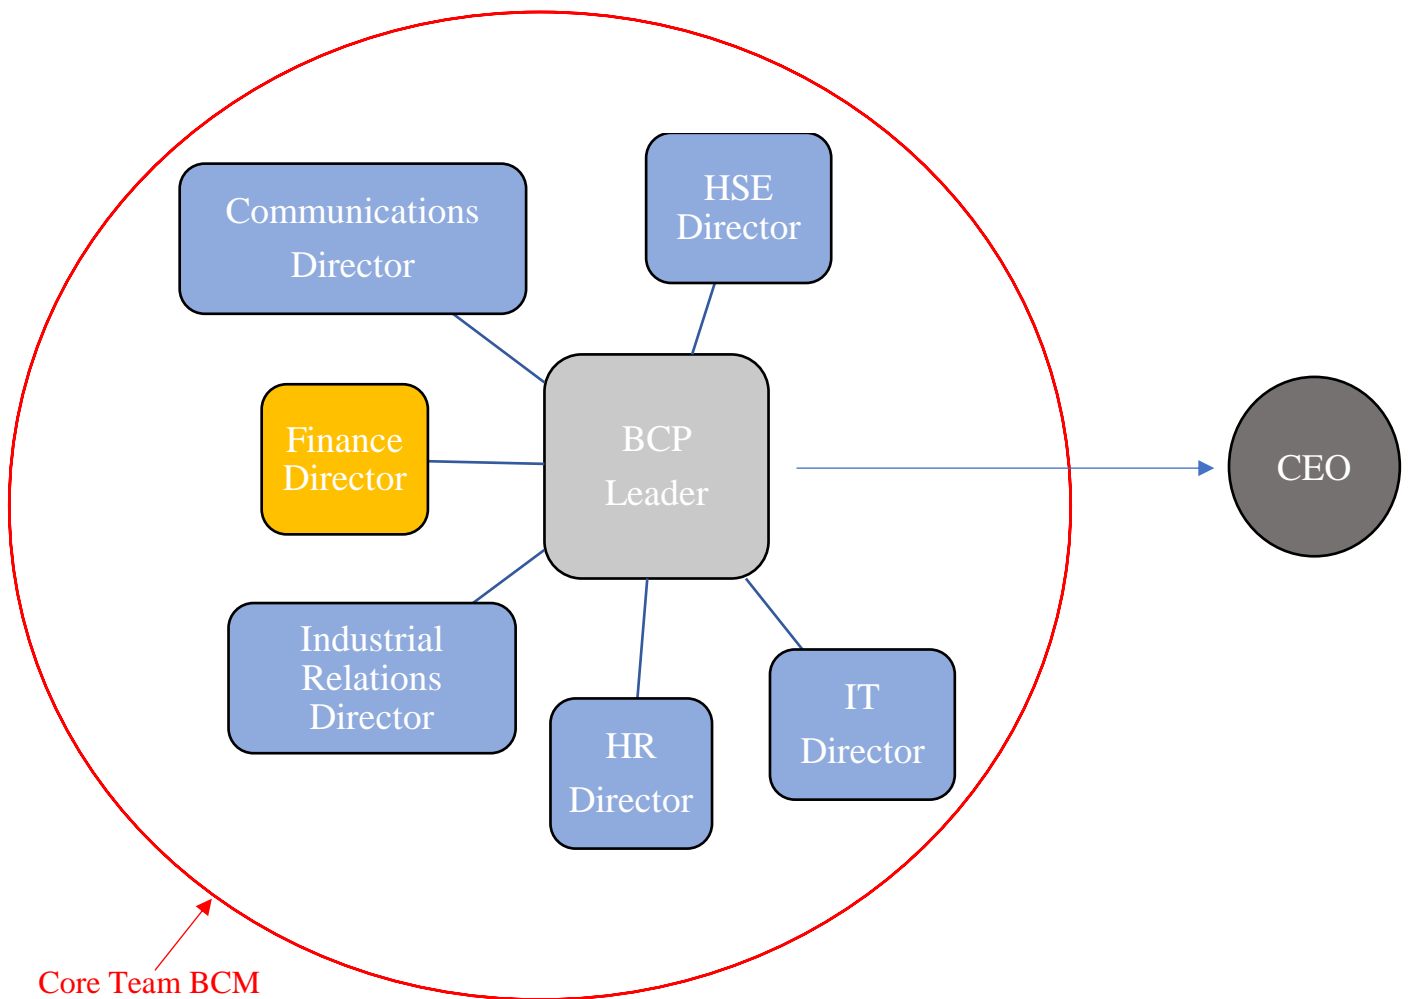 Communications
Director
HSE
Director
Finance
Director
BCP
Leader
CEO
Industrial
Relations
Director
HR
Director
IT
Director
Core Team BCM